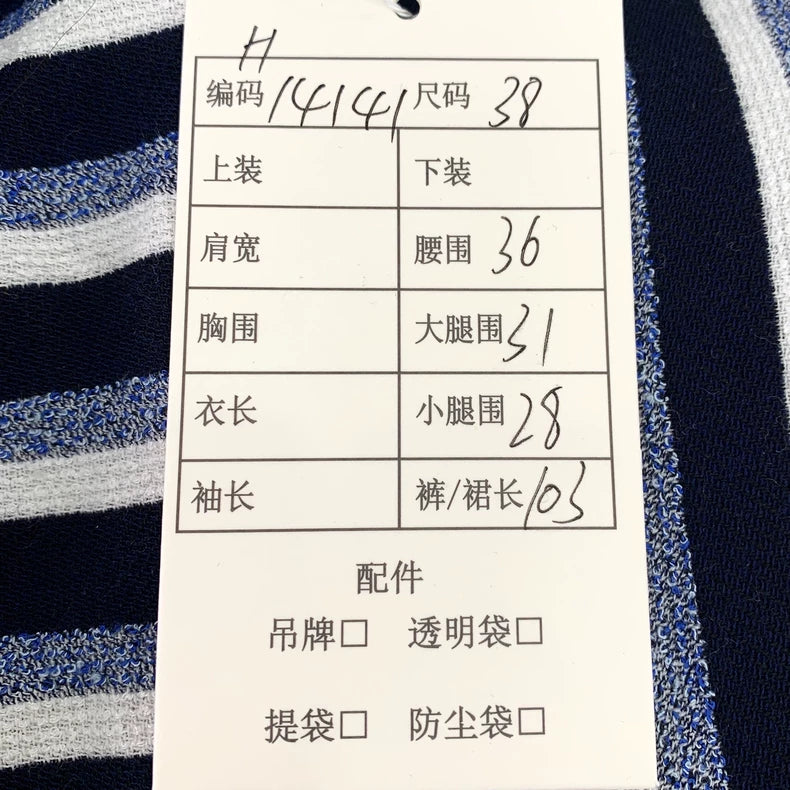 H
编码 14141 尺码 38
上装 下装
肩宽 腰围 36
胸围 大腿围 31
衣长 小腿围 28
袖长 裤/裙长 103
配件
吊牌□ 透明袋□
提袋□ 防尘袋□